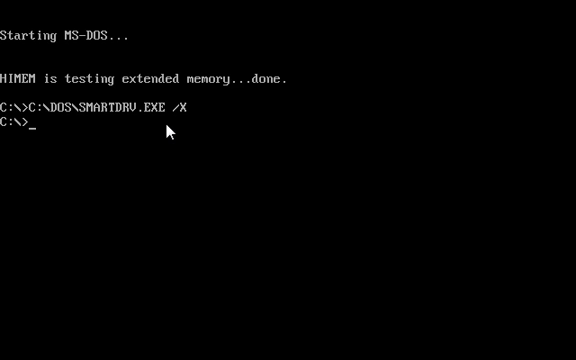 Starting MS-DOS...
HIMEM is testing extended memory...done.
C:\>C:\DOS\SMARTDRV.EXE /X
C:\>_